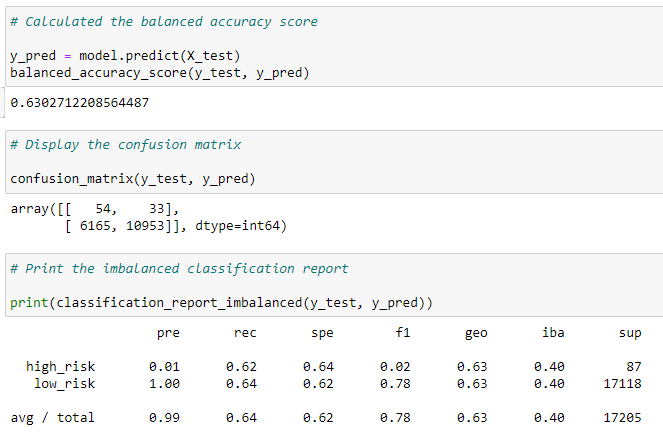 # Calculated the balanced accuracy score
y_pred = model.predict(X_test)
balanced_accuracy_score(y_test, y_pred)
0.6302712208564487
# Display the confusion matrix
confusion_matrix(y_test, y_pred)
array([[   54,    33],
       [ 6165, 10953]], dtype=int64)
# Print the imbalanced classification report
print(classification_report_imbalanced(y_test, y_pred))
                   pre       rec       spe        f1       geo       iba       sup
  high_risk       0.01      0.62      0.64      0.02      0.63      0.40        87
   low_risk       1.00      0.64      0.62      0.78      0.63      0.40     17118
avg / total       0.99      0.64      0.62      0.78      0.63      0.40     17205